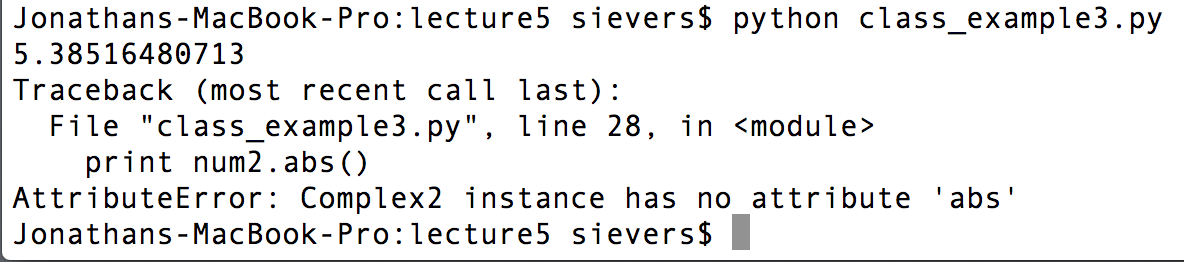 Jonathans-MacBook-Pro:lecture5 sievers$ python class_example3.py
5.38516480713
Traceback (most recent call last):
  File "class_example3.py", line 28, in <module>
    print num2.abs()
AttributeError: Complex2 instance has no attribute 'abs'
Jonathans-MacBook-Pro:lecture5 sievers$